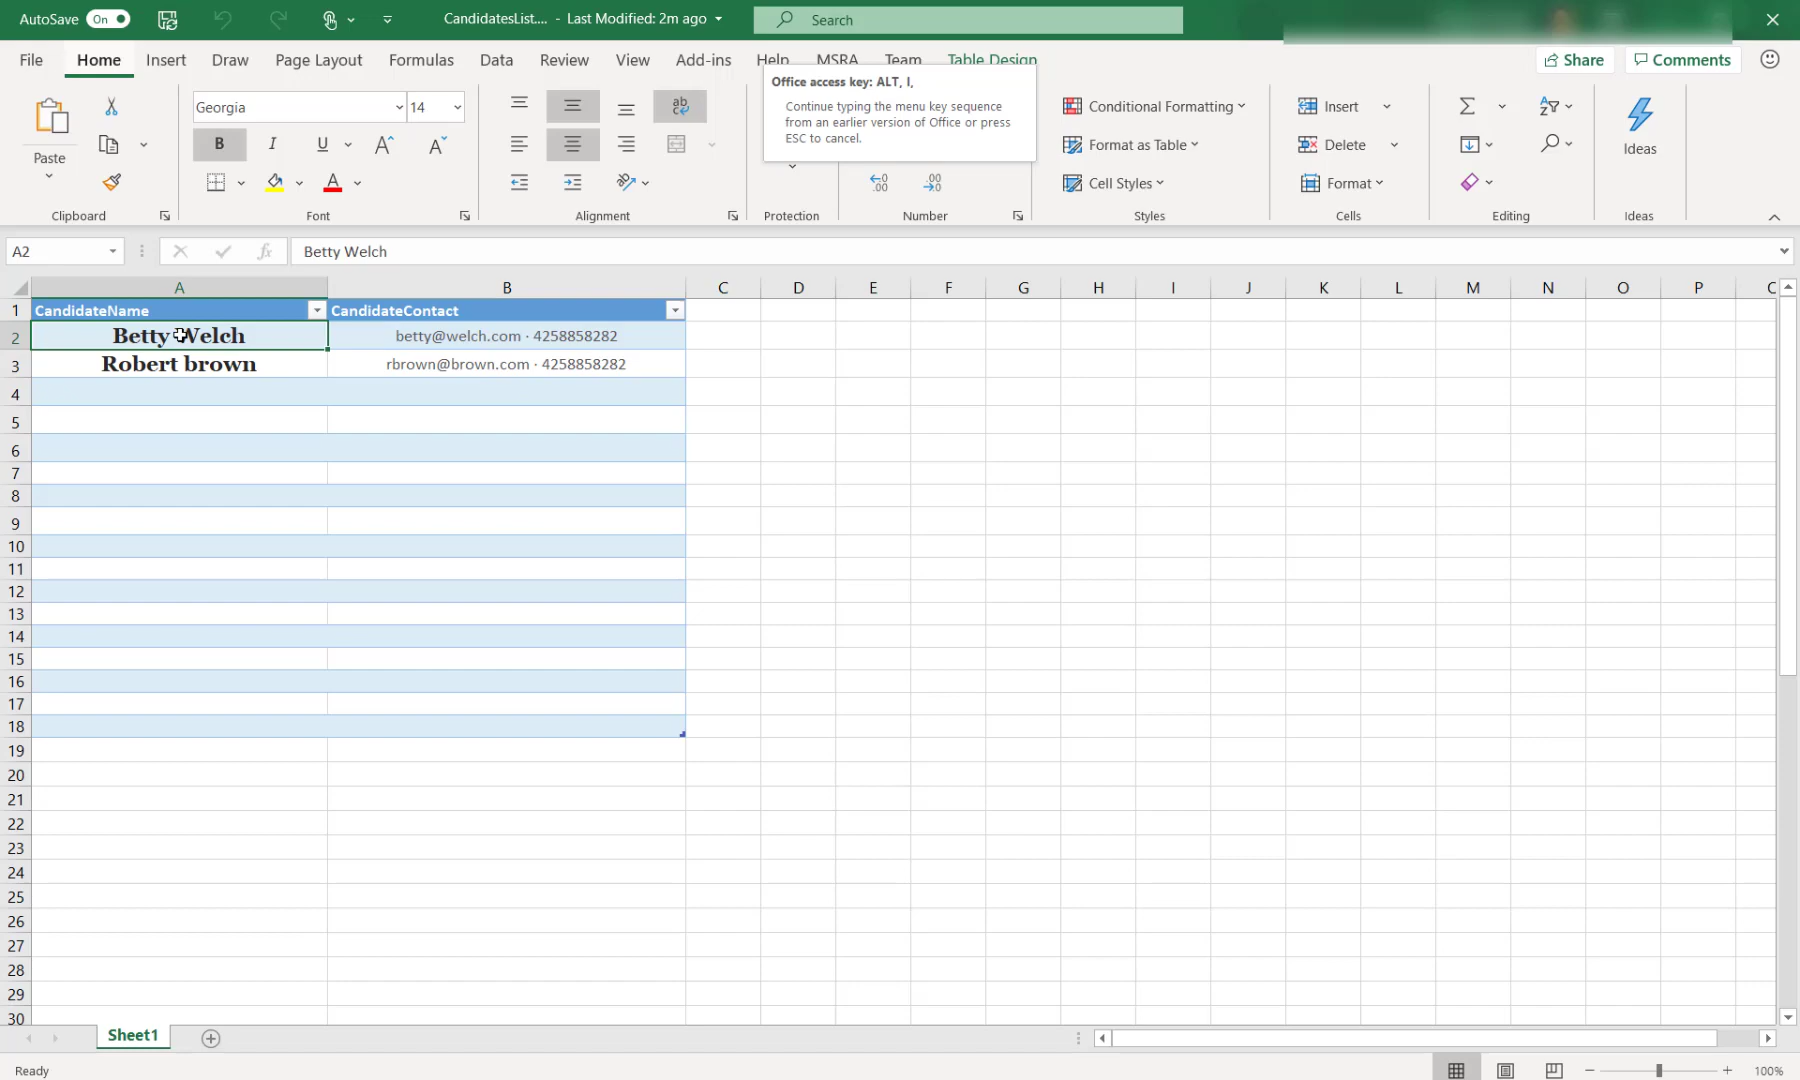 AutoSave On CandidatesList.... - Last Modified: 2m ago Search
File Home Insert Draw Page Layout Formulas Data Review View Add-ins Help MSRA Team Table Design Share Comments
Office access key: ALT, I,
Continue typing the menu key sequence
from an earlier version of Office or press
ESC to cancel.
Paste
Georgia 14
B I U A A
A
ab
Conditional Formatting
Format as Table
Cell Styles
Insert
Delete
Format
Ideas
Clipboard Font Alignment Protection Number Styles Cells Editing Ideas
A2 fx Betty Welch
A B C D E F G H I J K L M N O P
1 CandidateName CandidateContact
2 Betty Welch betty@welch.com · 4258858282
3 Robert brown rbrown@brown.com · 4258858282
4
5
6
7
8
9
10
11
12
13
14
15
16
17
18
19
20
21
22
23
24
25
26
27
28
29
30
Sheet1
Ready 100%